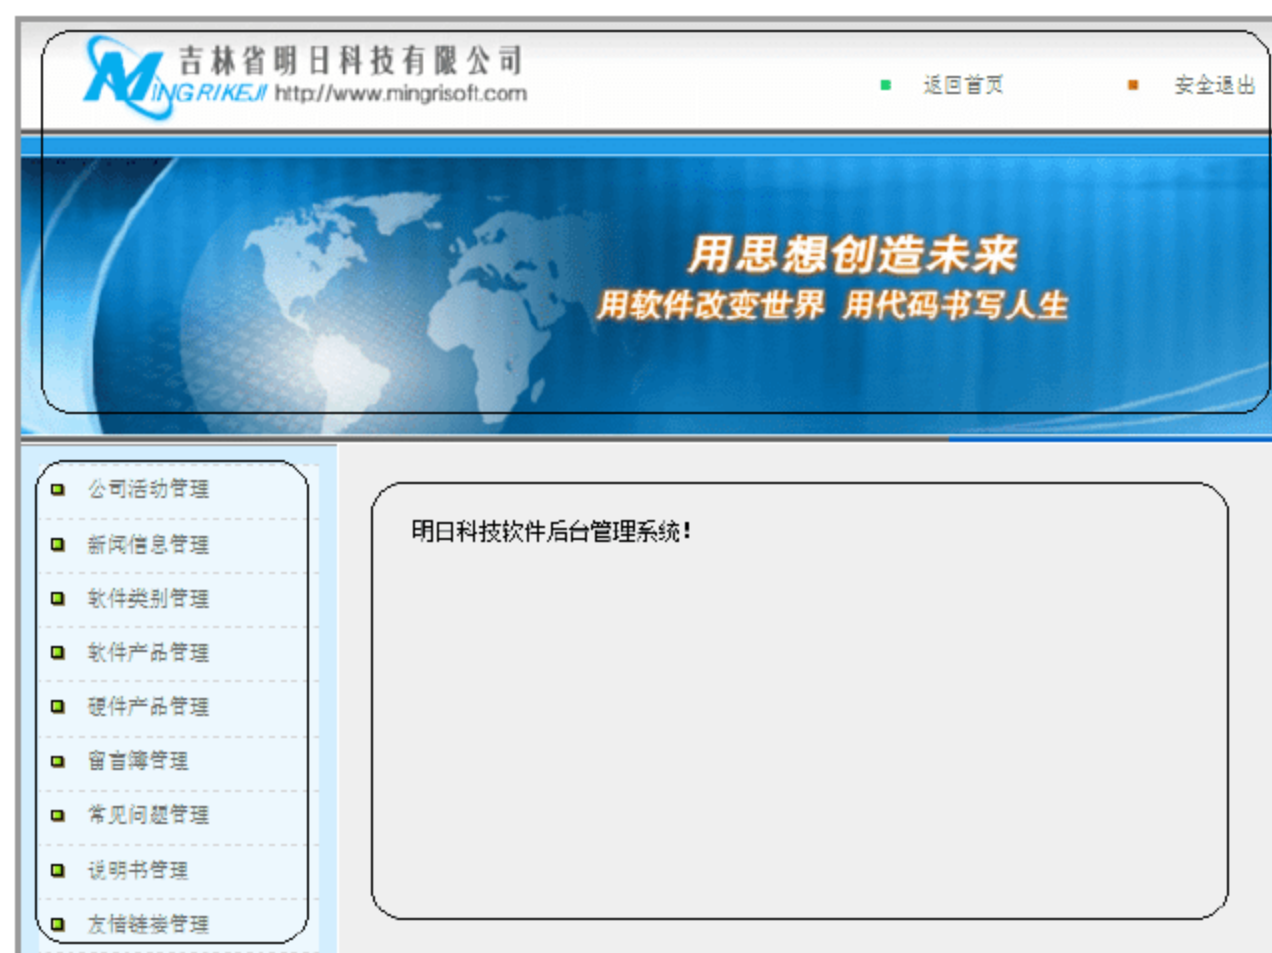 吉林省明日科技有限公司
MINGRIKEJI http://www.mingrisoft.com
返回首页
安全退出
用思想创造未来
用软件改变世界 用代码书写人生
公司活动管理
新闻信息管理
软件类别管理
软件产品管理
硬件产品管理
留言簿管理
常见问题管理
说明书管理
友情链接管理
明日科技软件后台管理系统!